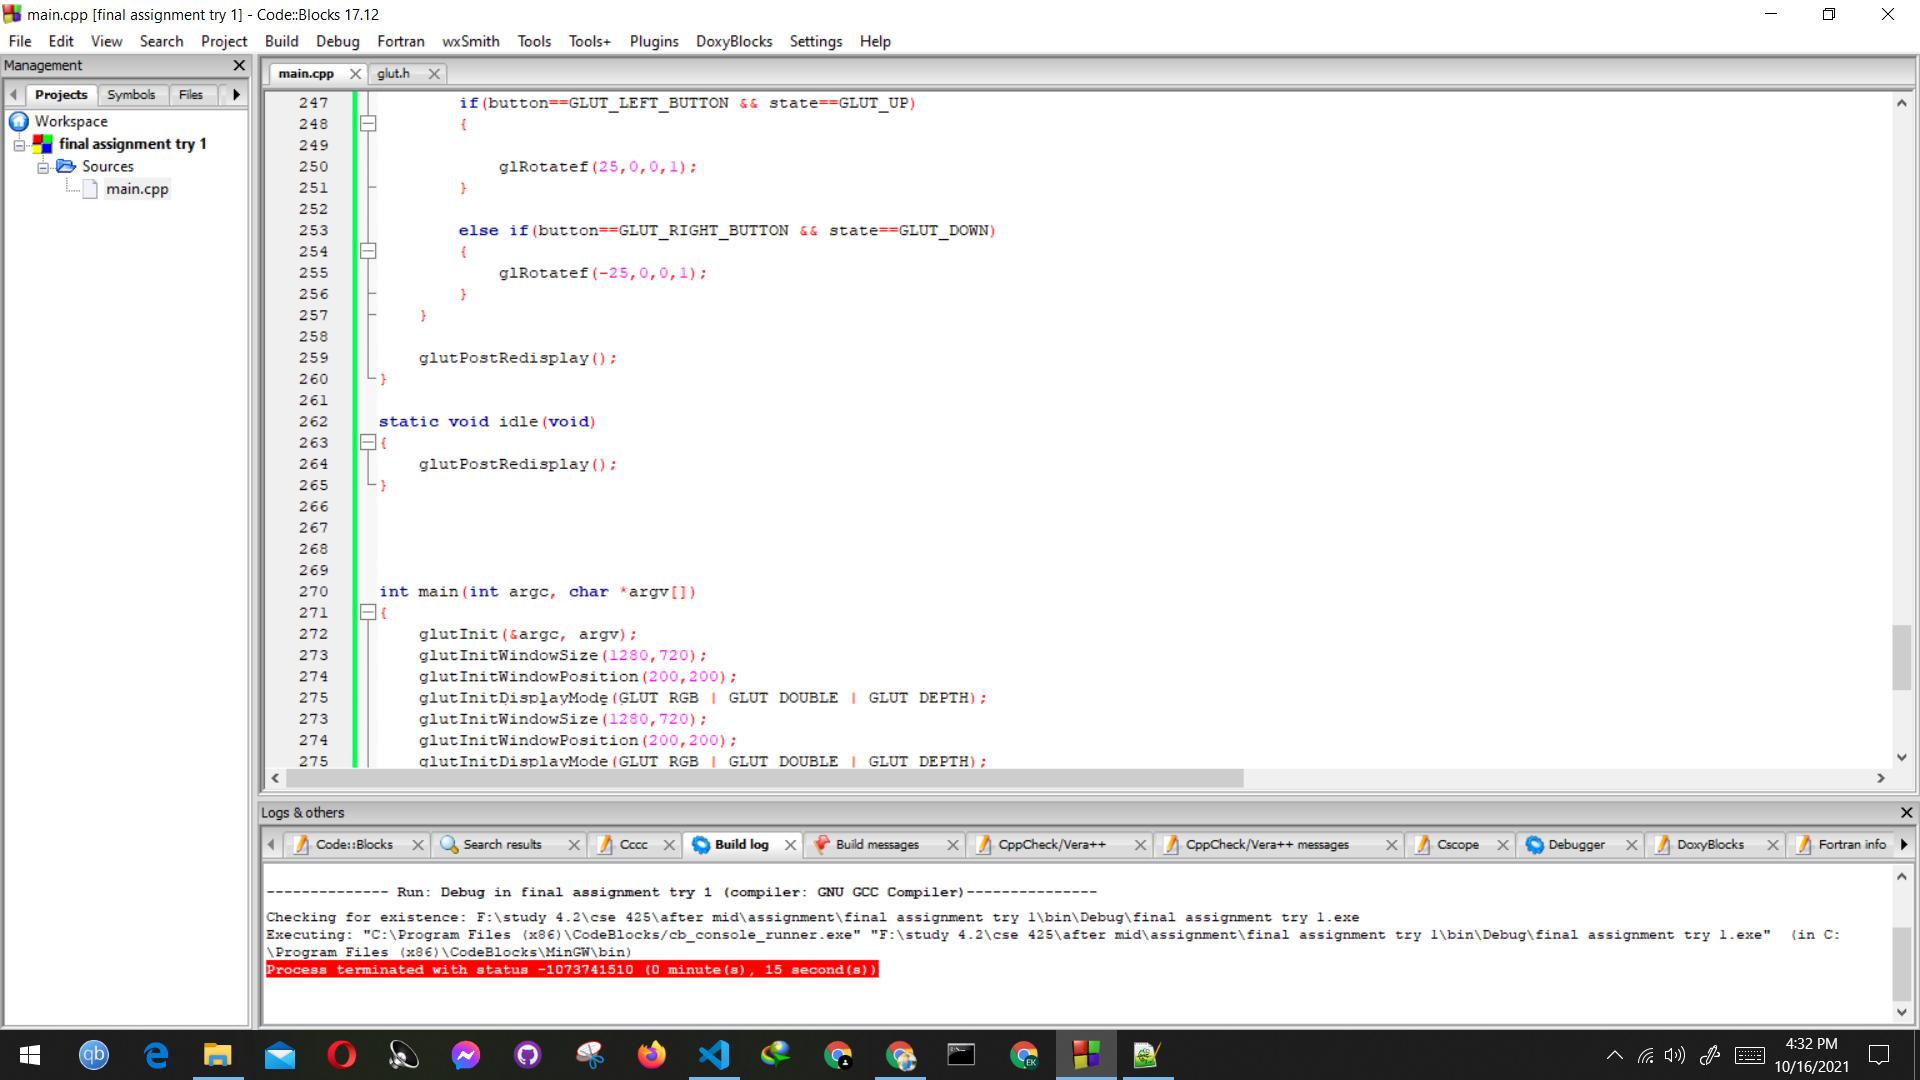 main.cpp [final assignment try 1] - Code::Blocks 17.12
File Edit View Search Project Build Debug Fortran wxSmith Tools Tools+ Plugins DoxyBlocks Settings Help
Management
Projects Symbols Files
Workspace
final assignment try 1
Sources
main.cpp
main.cpp glut.h
247 if(button==GLUT_LEFT_BUTTON && state==GLUT_UP)
248 {
249
250 glRotatef(25,0,0,1);
251 }
252
253 else if(button==GLUT_RIGHT_BUTTON && state==GLUT_DOWN)
254 {
255 glRotatef(-25,0,0,1);
256 }
257 }
258
259 glutPostRedisplay();
260 }
261
262 static void idle(void)
263 {
264 glutPostRedisplay();
265 }
266
267
268
269
270 int main(int argc, char *argv[])
271 {
272 glutInit(&argc, argv);
273 glutInitWindowSize(1280,720);
274 glutInitWindowPosition(200,200);
275 glutInitDisplayMode(GLUT_RGB | GLUT_DOUBLE | GLUT_DEPTH);
273 glutInitWindowSize(1280,720);
274 glutInitWindowPosition(200,200);
275 glutInitDisplayMode(GLUT_RGB | GLUT_DOUBLE | GLUT_DEPTH);
Logs & others
Code::Blocks Search results Cccc Build log Build messages CppCheck/Vera++ CppCheck/Vera++ messages Cscope Debugger DoxyBlocks Fortran info
-------------- Run: Debug in final assignment try 1 (compiler: GNU GCC Compiler)---------------
Checking for existence: F:\study 4.2\cse 425\after mid\assignment\final assignment try 1\bin\Debug\final assignment try 1.exe
Executing: "C:\Program Files (x86)\CodeBlocks/cb_console_runner.exe" "F:\study 4.2\cse 425\after mid\assignment\final assignment try 1\bin\Debug\final assignment try 1.exe" (in C:
\Program Files (x86)\CodeBlocks\MinGW\bin)
Process terminated with status -1073741510 (0 minute(s), 15 second(s))
qb
EK
4:32 PM
10/16/2021